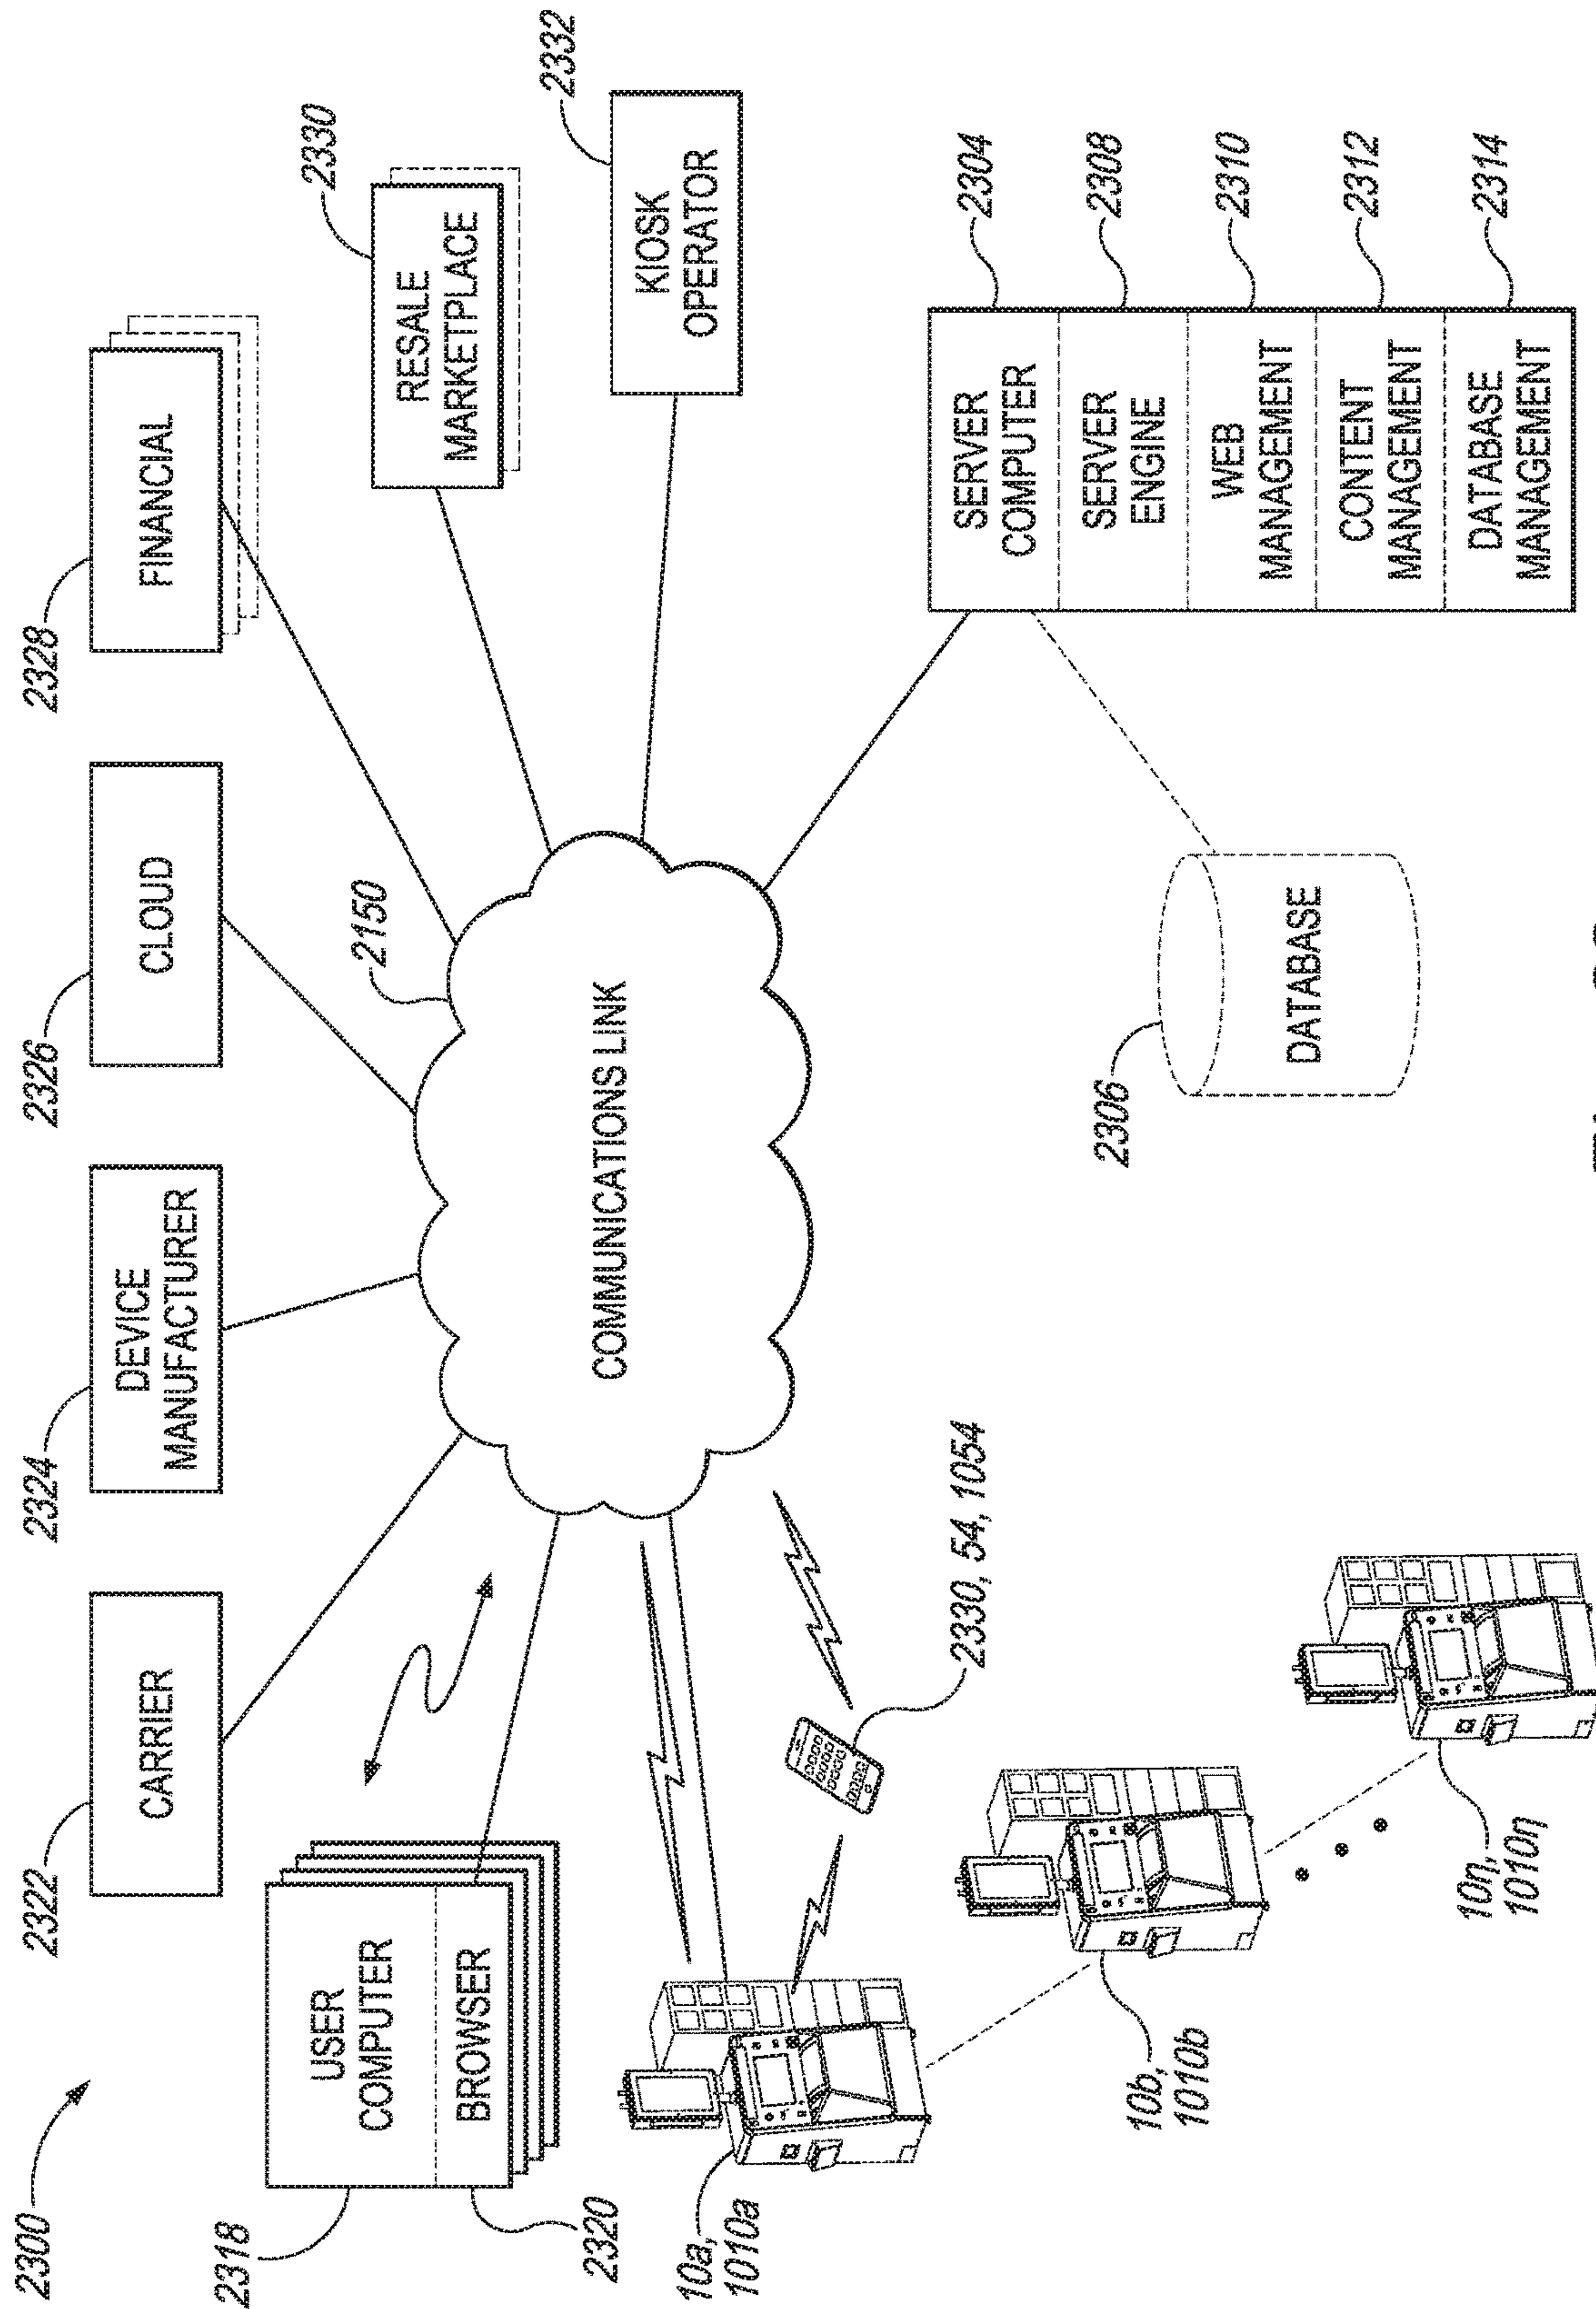 2300
2322
CARRIER
2324
DEVICE
MANUFACTURER
2326
CLOUD
2328
FINANCIAL
2318
USER
COMPUTER
BROWSER
2320
2150
COMMUNICATIONS LINK
2330
RESALE
MARKETPLACE
2332
KIOSK
OPERATOR
10a,
1010a
2330, 54, 1054
10b,
1010b
10η,
1010η
2306
DATABASE
SERVER
COMPUTER
2304
SERVER
ENGINE
2308
WEB
MANAGEMENT
2310
CONTENT
MANAGEMENT
2312
DATABASE
MANAGEMENT
2314